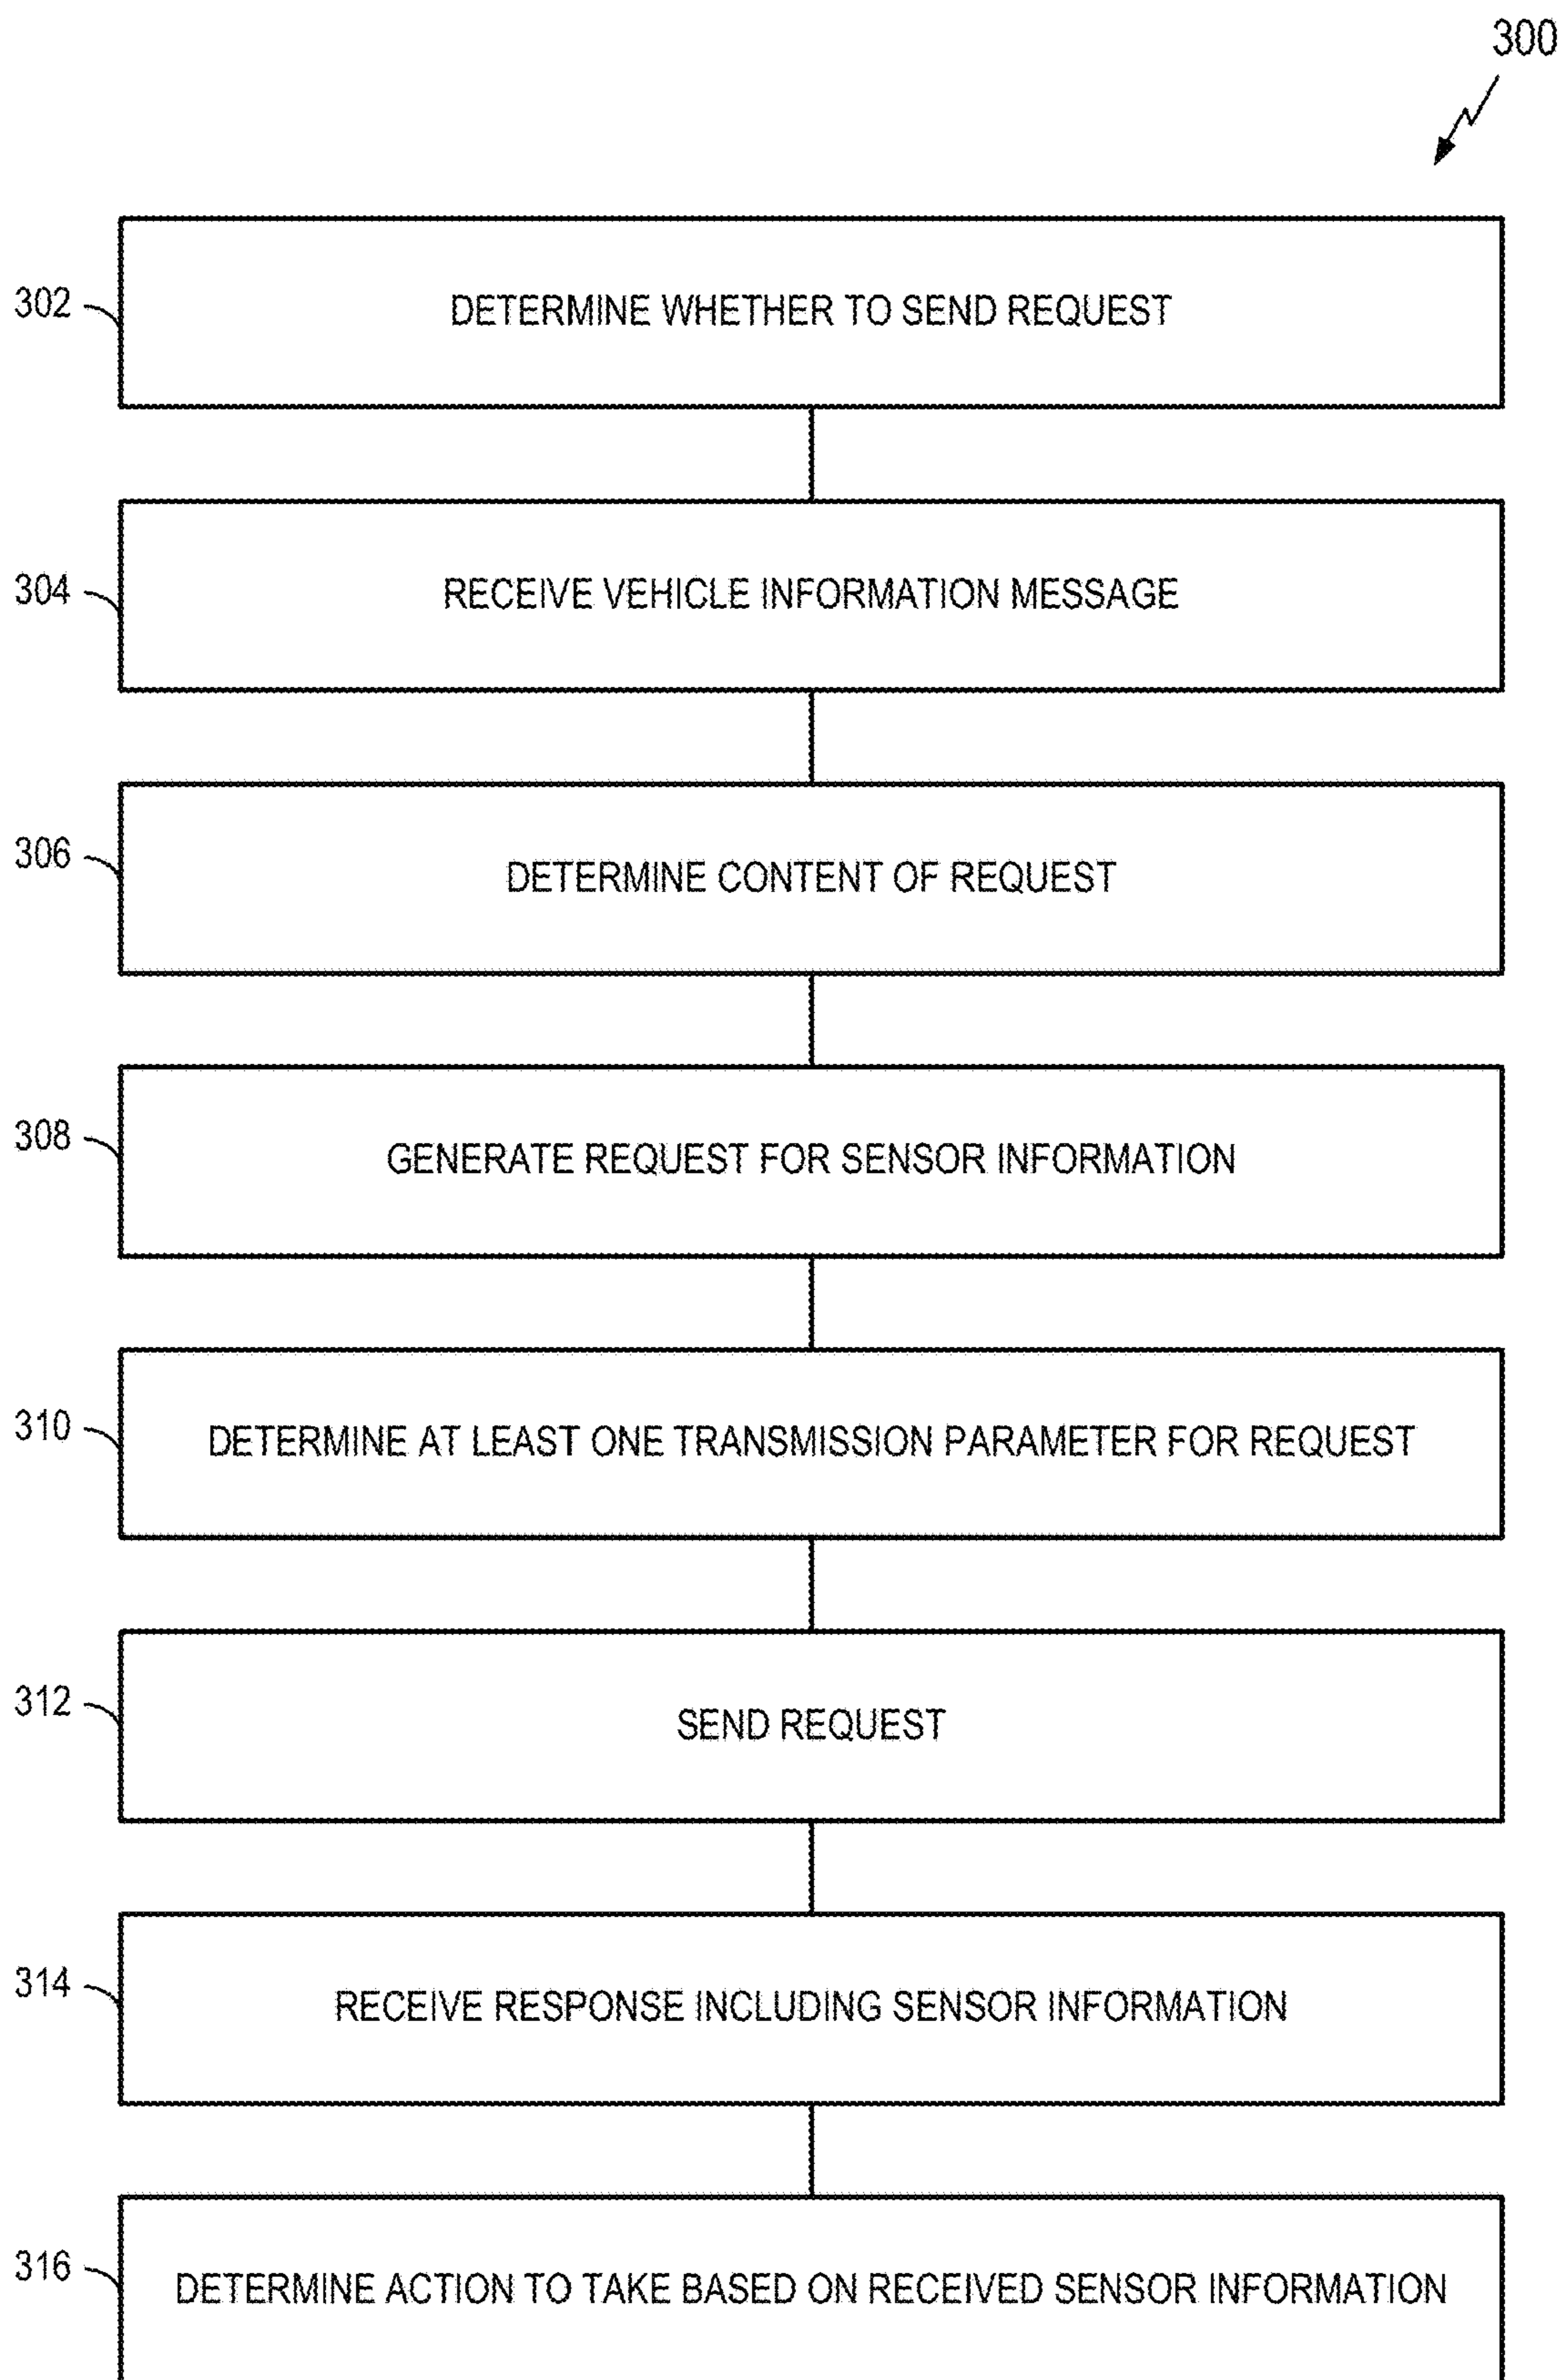 300
302
DETERMINE WHETHER TO SEND REQUEST
304
RECEIVE VEHICLE INFORMATION MESSAGE
306
DETERMINE CONTENT OF REQUEST
308
GENERATE REQUEST FOR SENSOR INFORMATION
310
DETERMINE AT LEAST ONE TRANSMISSION PARAMETER FOR REQUEST
312
SEND REQUEST
314
RECEIVE RESPONSE INCLUDING SENSOR INFORMATION
316
DETERMINE ACTION TO TAKE BASED ON RECEIVED SENSOR INFORMATION